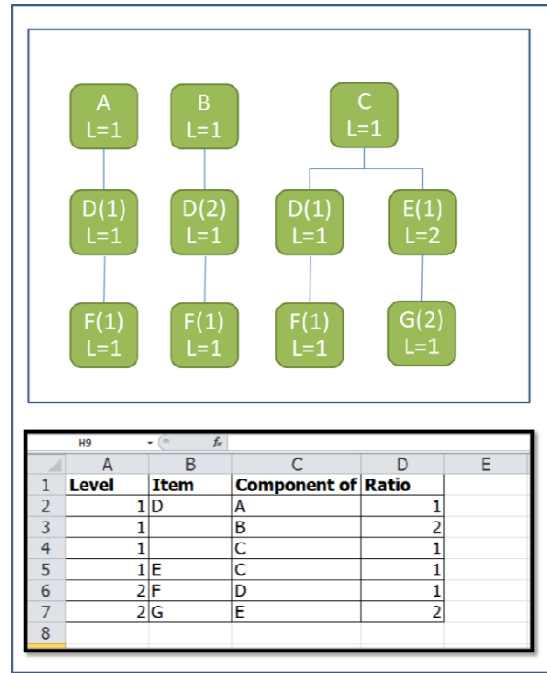 A B C
L=1 L=1 L=1
D(1) D(2) D(1) E(1)
L=1 L=1 L=1 L=2
F(1) F(1) F(1) G(2)
L=1 L=1 L=1 L=1
H9 fx
A B C D E
1 Level Item Component of Ratio
2 1 D A 1
3 1 B 2
4 1 C 1
5 1 E C 1
6 2 F D 1
7 2 G E 2
8